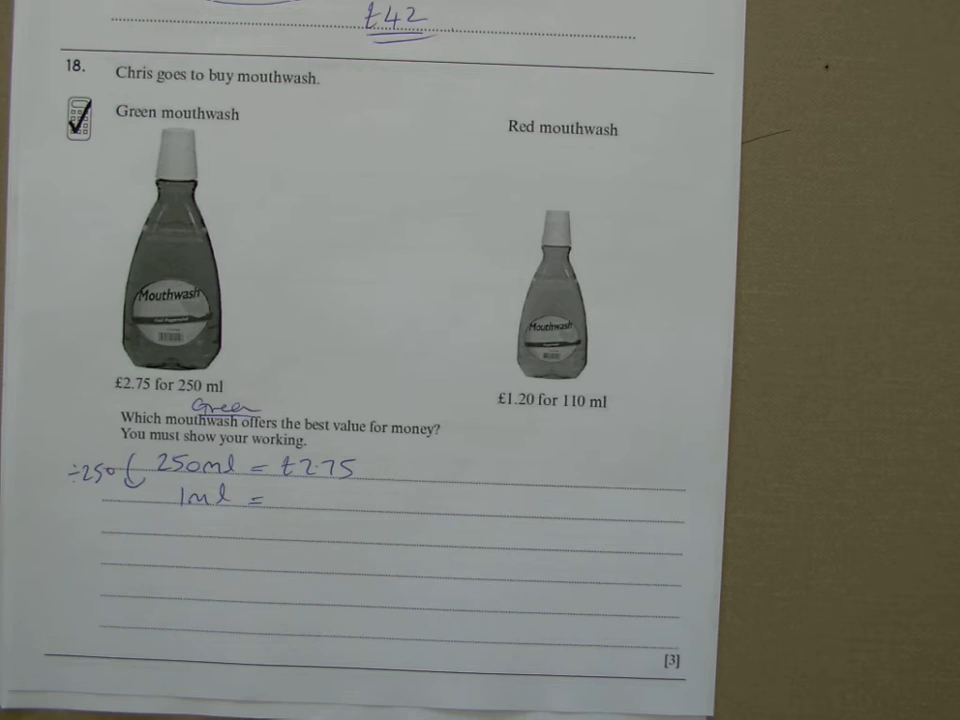 £42
18.
Chris goes to buy mouthwash.
Green mouthwash
Red mouthwash
Mouthwash
Mouthwash
£2.75 for 250 ml
£1.20 for 110 ml
Green
Which mouthwash offers the best value for money?
You must show your working.
÷250 250ml = £2.75
1ml =
[3]